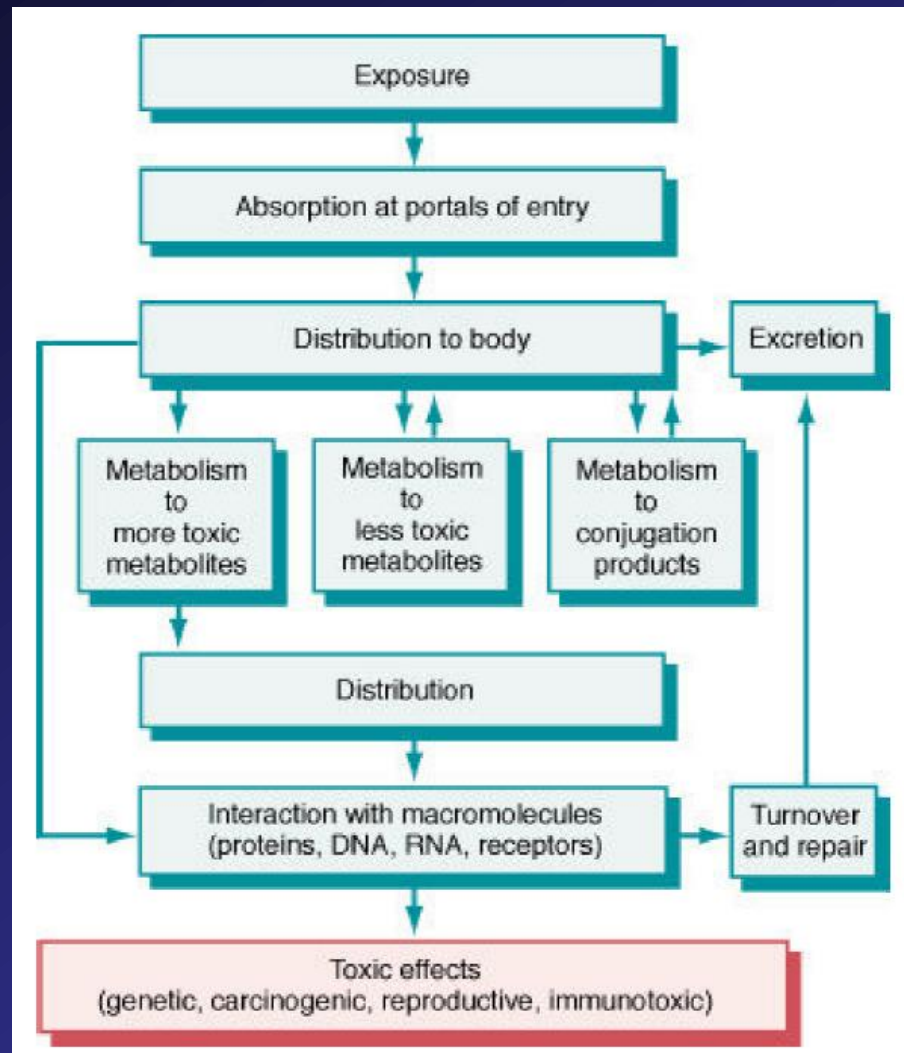 Exposure
Absorption at portals of entry
Distribution to body
Excretion
Metabolism
to
more toxic
metabolites
Metabolism
to
less toxic
metabolites
Metabolism
to
conjugation
products
Distribution
Interaction with macromolecules
(proteins, DNA, RNA, receptors)
Turnover
and repair
Toxic effects
(genetic, carcinogenic, reproductive, immunotoxic)